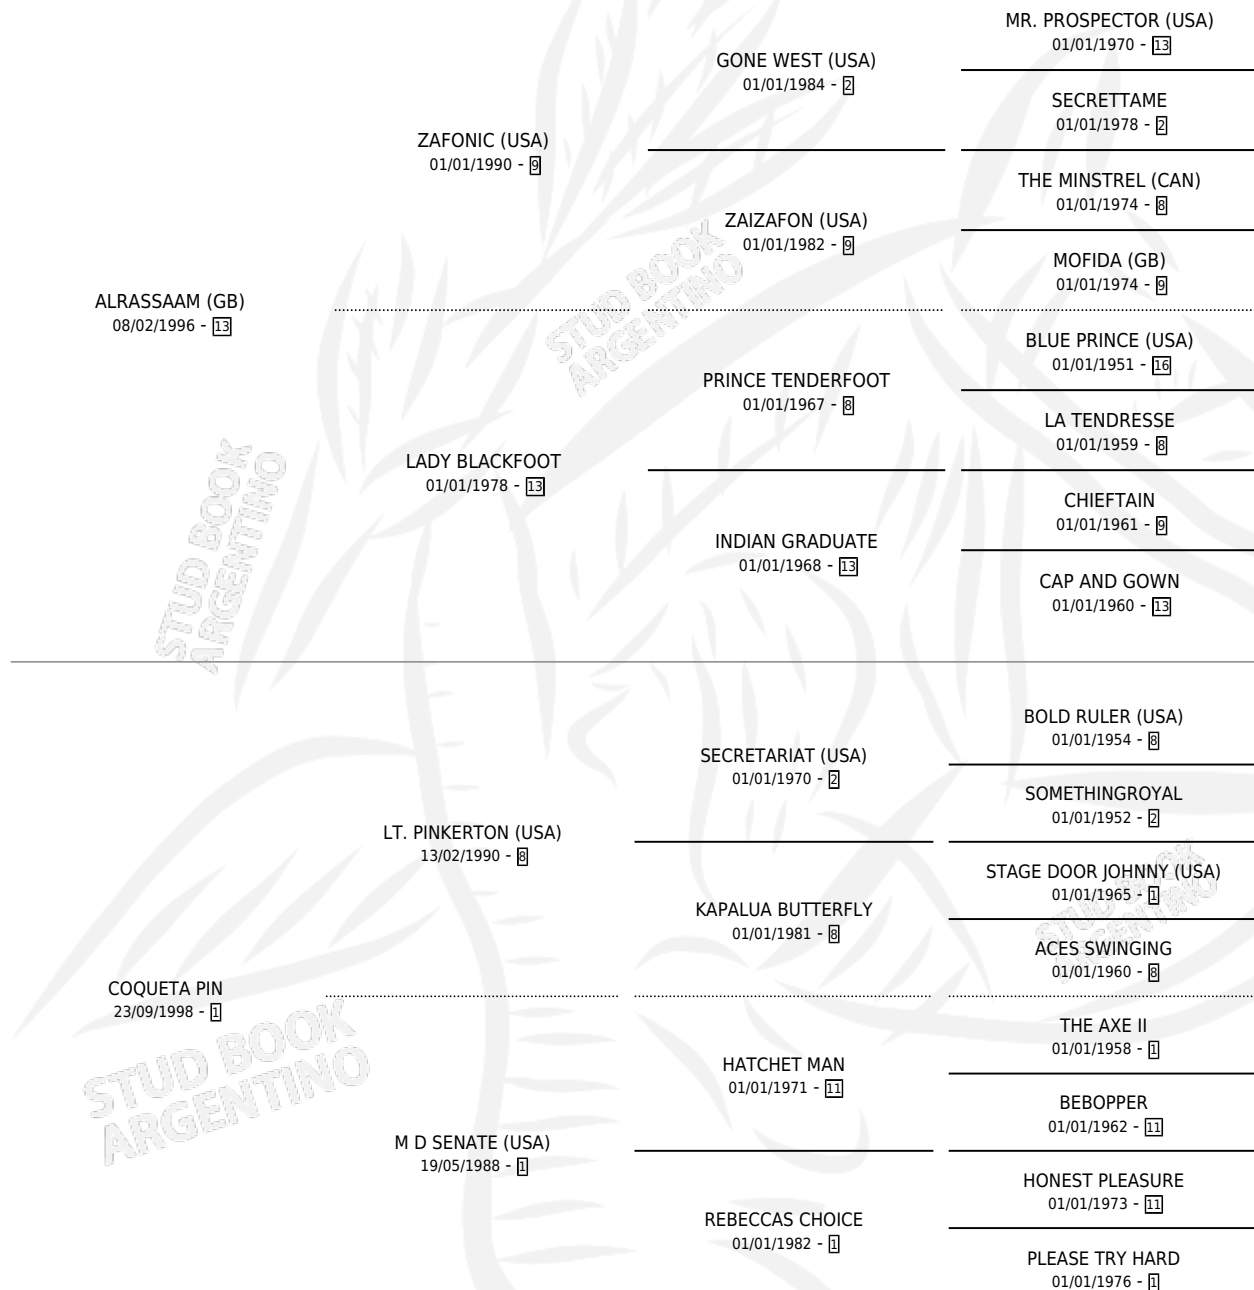 MR. PROSPECTOR (USA)
01/01/1970 - 13
GONE WEST (USA)
01/01/1984 - 2
SECRETTAME
01/01/1978 - 2
ZAFONIC (USA)
01/01/1990 - 9
THE MINSTREL (CAN)
01/01/1974 - 8
ZAIZAFON (USA)
01/01/1982 - 9
MOFIDA (GB)
01/01/1974 - 9
STUD BOOK
ARGENTINO
ALRASSAAM (GB)
08/02/1996 - 13
BLUE PRINCE (USA)
01/01/1951 - 16
PRINCE TENDERFOOT
01/01/1967 - 8
LA TENDRESSE
01/01/1959 - 8
LADY BLACKFOOT
01/01/1978 - 13
CHIEFTAIN
01/01/1961 - 9
INDIAN GRADUATE
01/01/1968 - 13
CAP AND GOWN
01/01/1960 - 13
STUD BOOK
ARGENTINO
BOLD RULER (USA)
01/01/1954 - 8
SECRETARIAT (USA)
01/01/1970 - 2
SOMETHINGROYAL
01/01/1952 - 2
LT. PINKERTON (USA)
13/02/1990 - 8
STAGE DOOR JOHNNY (USA)
01/01/1965 - 1
KAPALUA BUTTERFLY
01/01/1981 - 8
ACES SWINGING
01/01/1960 - 8
STUD BOOK
ARGENTINO
COQUETA PIN
23/09/1998 - 1
THE AXE II
01/01/1958 - 1
HATCHET MAN
01/01/1971 - 11
BEBOPPER
01/01/1962 - 11
STUD BOOK
ARGENTINO
M D SENATE (USA)
19/05/1988 - 1
HONEST PLEASURE
01/01/1973 - 11
REBECCAS CHOICE
01/01/1982 - 1
PLEASE TRY HARD
01/01/1976 - 1